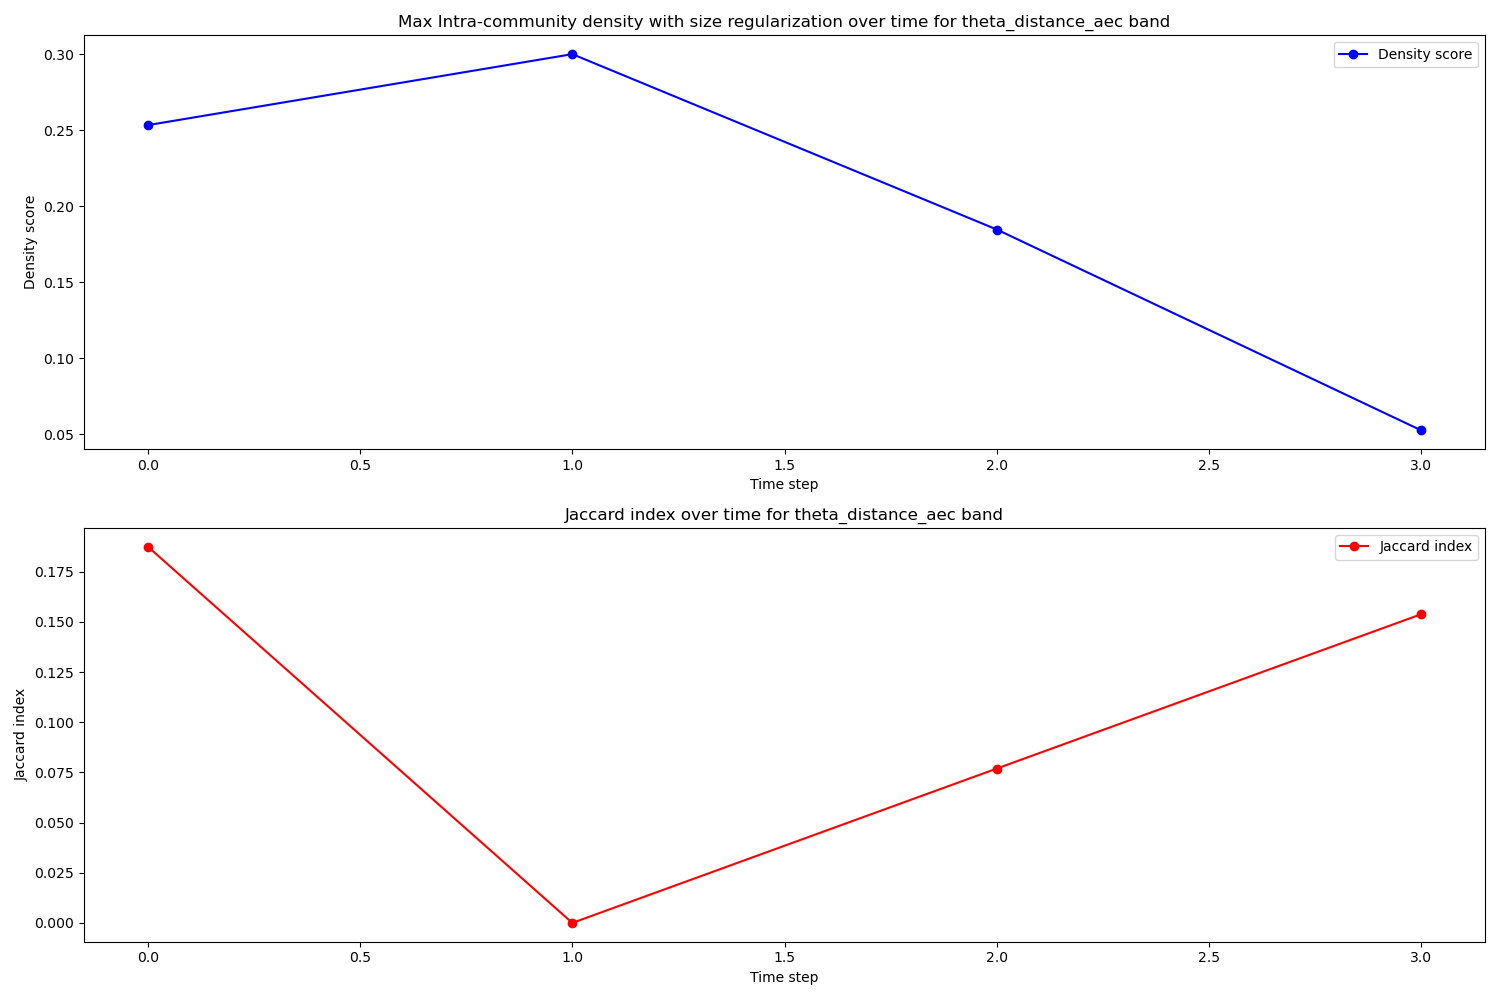 Max Intra-community density with size regularization over time for theta_distance_aec band
Density score
0.30
0.25
0.20
0.15
0.10
0.05
Density score
0.0 0.5 1.0 1.5 2.0 2.5 3.0
Time step
Jaccard index over time for theta_distance_aec band
Jaccard index
0.175
0.150
0.125
0.100
0.075
0.050
0.025
0.000
Jaccard index
0.0 0.5 1.0 1.5 2.0 2.5 3.0
Time step